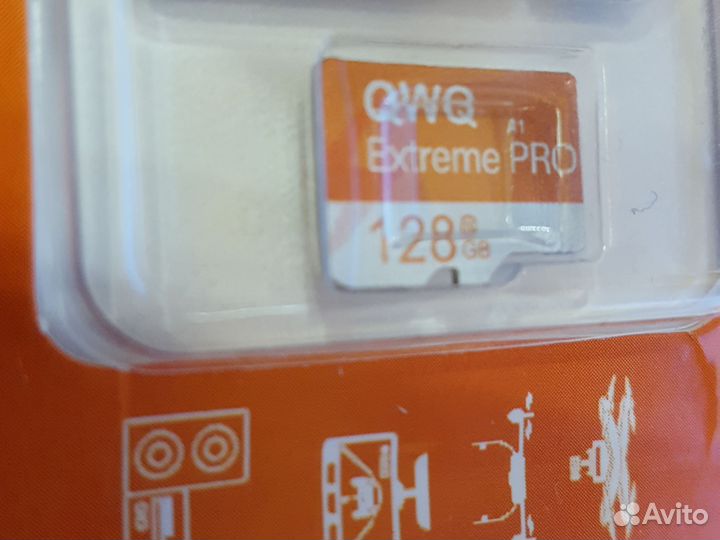 QWQ
A1
Extreme PRO
128 GB
Avito